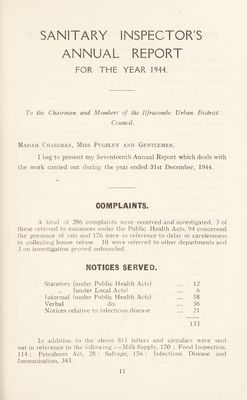 SANITARY INSPECTOR'S
ANNUAL REPORT
FOR THE YEAR 1944.
To the Chairman and Members of the Ilfracombe Urban District
Council.
MADAM CHAIRMAN, MISS PUGSLEY AND GENTLEMEN,
I beg to present my Seventeenth Annual Report which deals with
the work carried out during the year ended 31st December, 1944.
COMPLAINTS.
A total of 286 complaints were received and investigated, 3 of
these referred to nuisances under the Public Health Acts, 94 concerned
the presence of rats and 176 were in reference to delay or carelessness
in collecting house refuse. 10 were referred to other departments and
3 on investigation proved unfounded.
NOTICES SERVED.
Statutory (under Public Health Acts) ... 12
„ (under Local Acts) ... 6
Informal (under Public Health Acts) ... 58
Verbal do. ... 36
Notices relative to infectious disease ... 21
133
In addition to the above 811 letters and circulars were sent
out in reference to the following :—Milk Supply, 170 ; Food Inspection,
114 ; Petroleum Act, 28 ; Salvage, 156 ; Infectious Disease and
Immunisation, 343.
11